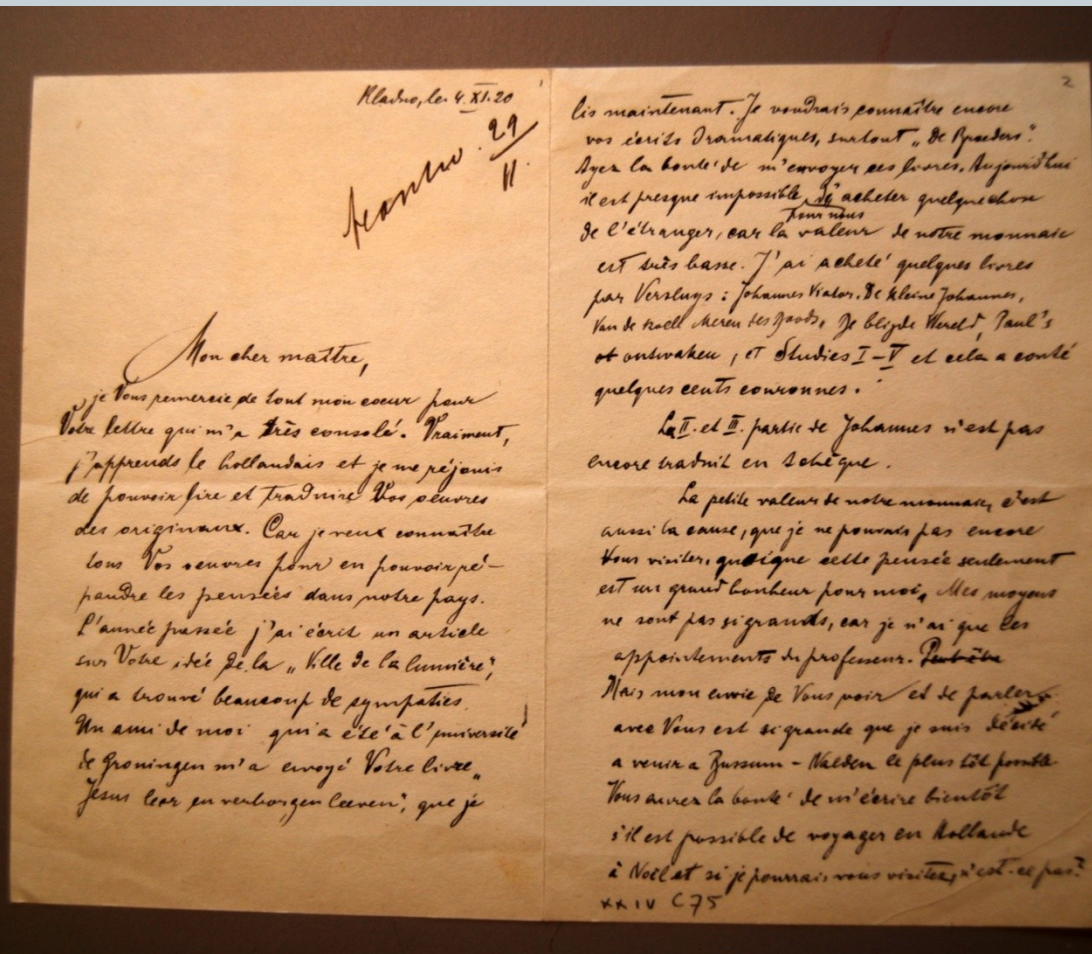 Kladno, le 4. XI. 20
29
11
Mon cher maître,
je Vous remercie de tout mon coeur pour
Votre lettre qui m'a très consolé. Vraiment,
j'apprends le hollandais et je me réjouis
de pouvoir lire et traduire Vos oeuvres
des originaux. Car je veux connaître
tous Vos oeuvres pour en pouvoir ré-
pandre les pensées dans notre pays.
L'année passée j'ai écrit un article
sur Votre idée de la „Ville de la lumière",
qui a trouvé beaucoup de sympaties.
Un ami de moi qui a été à l'université
de Groningen m'a envoyé Votre livre „
Jesus leer en verborgen leeven", que je
2
lis maintenant. Je voudrais connaître encore
vos écrits dramatiques, surtout „De Broeders".
Ayez la bonté de m'envoyer ces livres. Aujourd'hui
il est presque impossible d'acheter quelque chose
pour nous
de l'étranger, car la valeur de notre monnaie
est très basse. J'ai acheté quelques livres
par Versluys : Johannes Viator. De kleine Johannes,
Van de koele Meren des Doods, De blijde Wereld, Paul's
ontwaken, et Studies I–V et cela a couté
quelques cents couronnes.
La II. et III. partie de Johannes n'est pas
encore traduit en tchèque.
La petite valeur de notre monnaie, c'est
aussi la cause, que je ne pouvais pas encore
Vous visiter, quoique cette pensée seulement
est un grand bonheur pour moi. Mes moyens
ne sont pas si grands, car je n'ai que les
appointements du professeur. Peut-être
Mais mon envie de Vous voir et de parler
avec Vous est si grande que je suis décidé
a venir a Bussum – Walden le plus tôt possible
Vous aurez la bonté de m'écrire bientôt
s'il est possible de voyager en Hollande
à Noël et si je pourrais vous visiter, n'est-ce pas?
XXIV C75